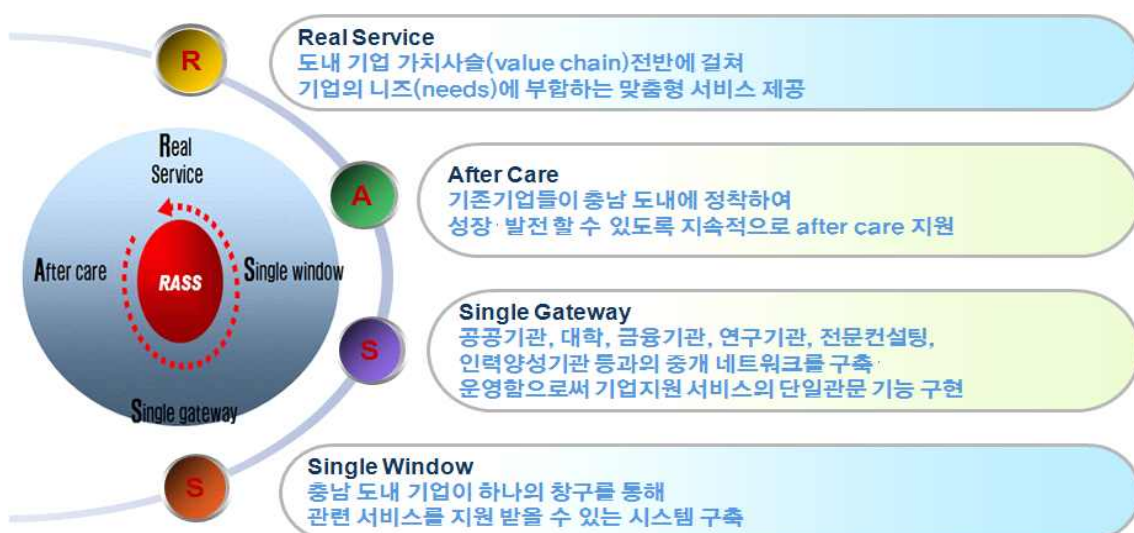 R
Real Service
도내 기업 가치사슬(value chain)전반에 걸쳐
기업의 니즈(needs)에 부합하는 맞춤형 서비스 제공
A
After Care
기존기업들이 충남 도내에 정착하여
성장· 발전 할 수 있도록 지속적으로 after care 지원
S
Single Gateway
공공기관, 대학, 금융기관, 연구기관, 전문컨설팅,
인력양성기관 등과의 중개 네트워크를 구축·
운영함으로써 기업지원 서비스의 단일관문 기능 구현
S
Single Window
충남 도내 기업이 하나의 창구를 통해
관련 서비스를 지원 받을 수 있는 시스템 구축
Real
Service
After care
RASS
Single window
Single gateway